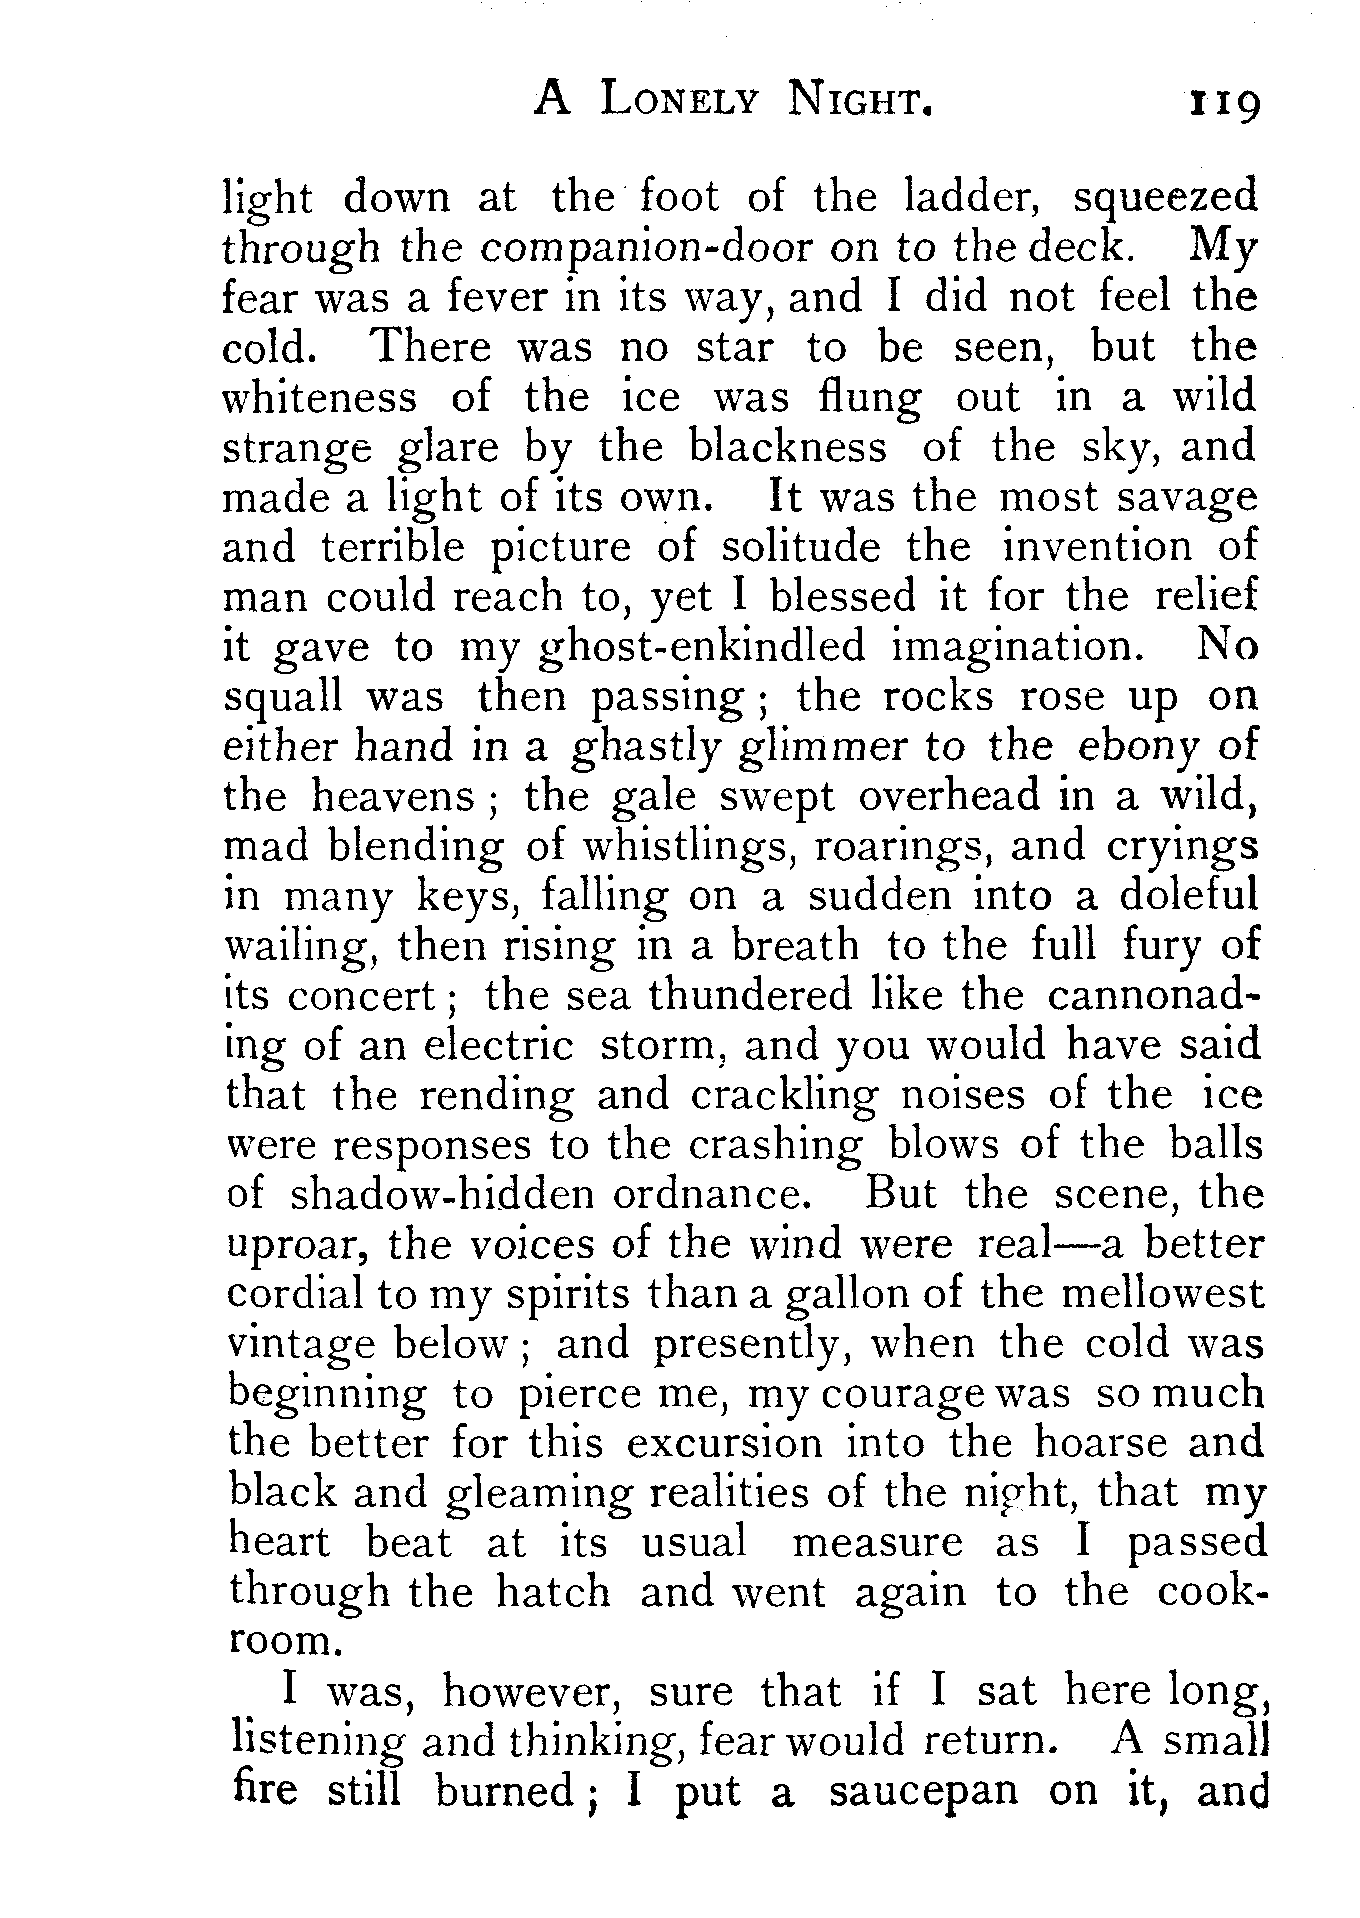 A Lonely Night. 119
light down at the foot of the ladder, squeezed
through the companion-door on to the deck. My
fear was a fever in its way, and I did not feel the
cold. There was no star to be seen, but the
whiteness of the ice was flung out in a wild
strange glare by the blackness of the sky, and
made a light of its own. It was the most savage
and terrible picture of solitude the invention of
man could reach to, yet I blessed it for the relief
it gave to my ghost-enkindled imagination. No
squall was then passing ; the rocks rose up on
either hand in a ghastly glimmer to the ebony of
the heavens ; the gale swept overhead in a wild,
mad blending of whistlings, roarings, and cryings
in many keys, falling on a sudden into a doleful
wailing, then rising in a breath to the full fury of
its concert ; the sea thundered like the cannonad-
ing of an electric storm, and you would have said
that the rending and crackling noises of the ice
were responses to the crashing blows of the balls
of shadow-hidden ordnance. But the scene, the
uproar, the voices of the wind were real—a better
cordial to my spirits than a gallon of the mellowest
vintage below ; and presently, when the cold was
beginning to pierce me, my courage was so much
the better for this excursion into the hoarse and
black and gleaming realities of the night, that my
heart beat at its usual measure as I passed
through the hatch and went again to the cook-
room.
I was, however, sure that if I sat here long,
listening and thinking, fear would return. A small
fire still burned ; I put a saucepan on it, and